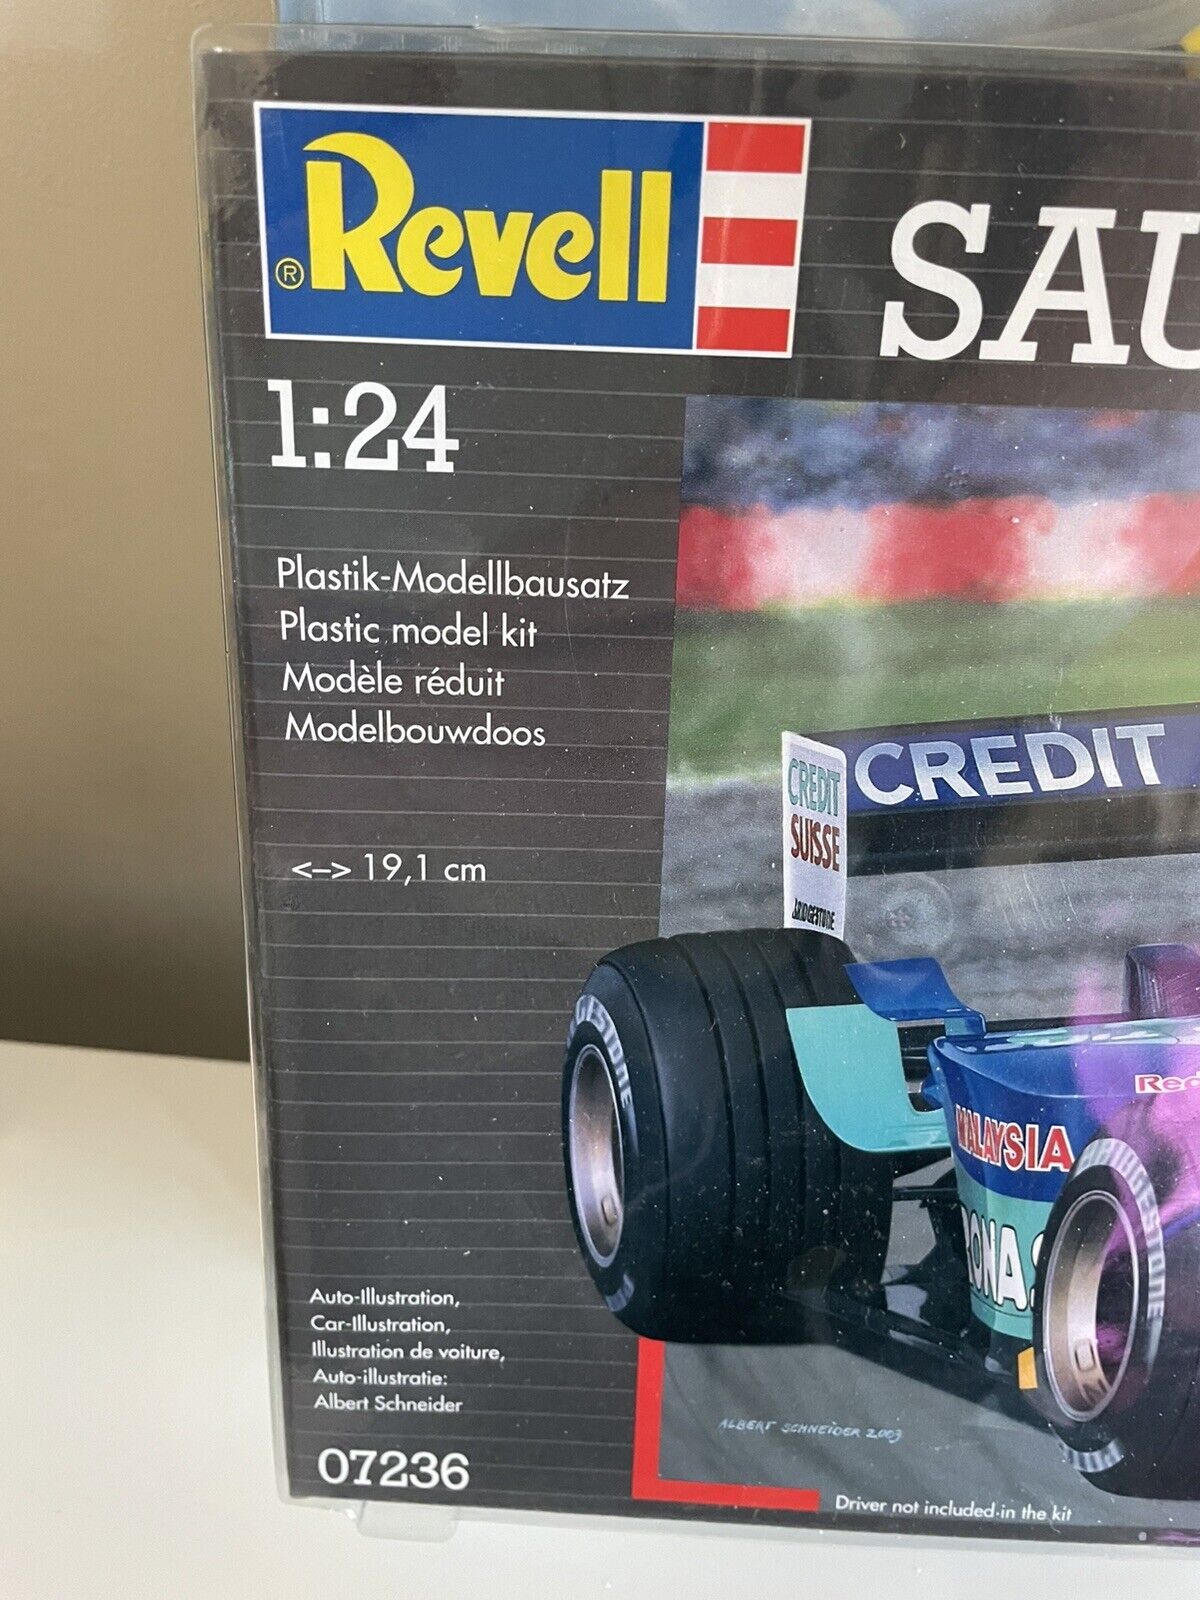 Revell
®
SAU
1:24
Plastik-Modellbausatz
Plastic model kit
Modèle réduit
Modelbouwdoos
<–> 19,1 cm
CREDIT
CREDIT
SUISSE
BRIDGESTONE
MALAYSIA
BRIDGESTONE
Auto-Illustration,
Car-Illustration,
Illustration de voiture,
Auto-illustratie:
Albert Schneider
07236
ALBERT SCHNEIDER 2003
Driver not included in the kit